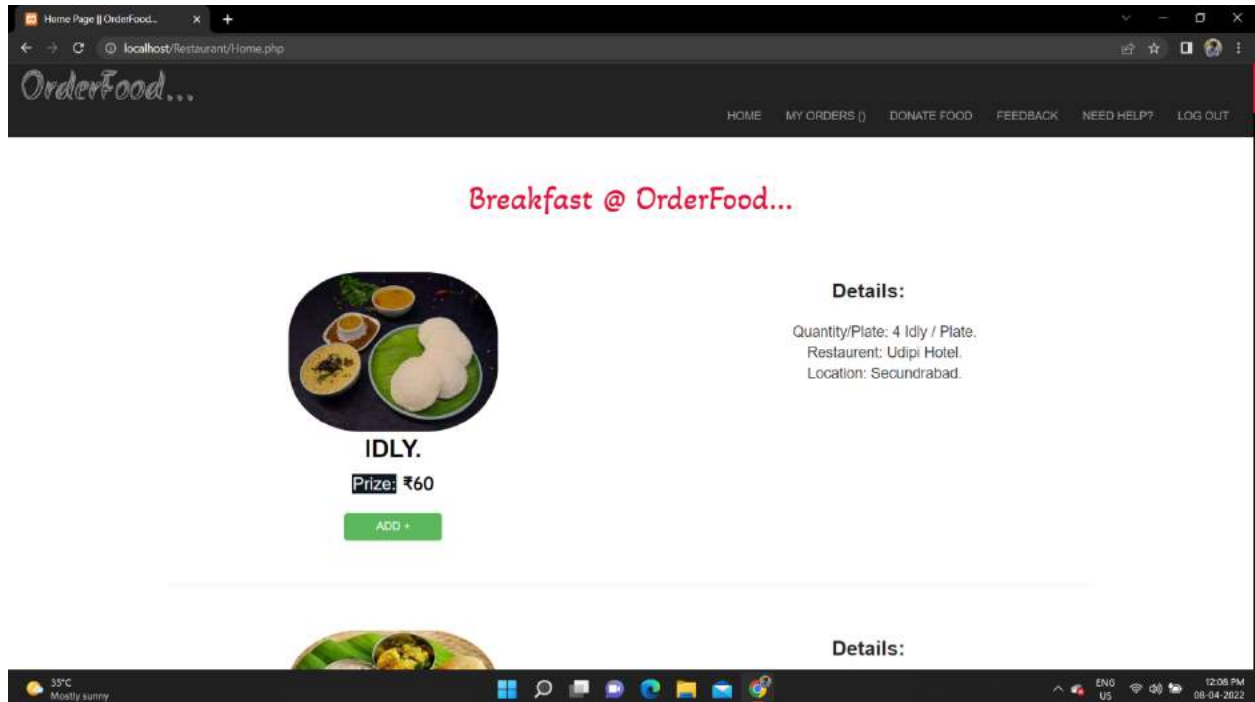 Home Page || OrderFood...
localhost/Restaurant/Home.php
OrderFood...
HOME MY ORDERS () DONATE FOOD FEEDBACK NEED HELP? LOG OUT
Breakfast @ OrderFood...
Details:
Quantity/Plate: 4 Idly / Plate.
Restaurent: Udipi Hotel.
Location: Secundrabad.
IDLY.
Prize: ₹60
ADD +
Details:
35°C
Mostly sunny
ENG
US
12:08 PM
08-04-2022